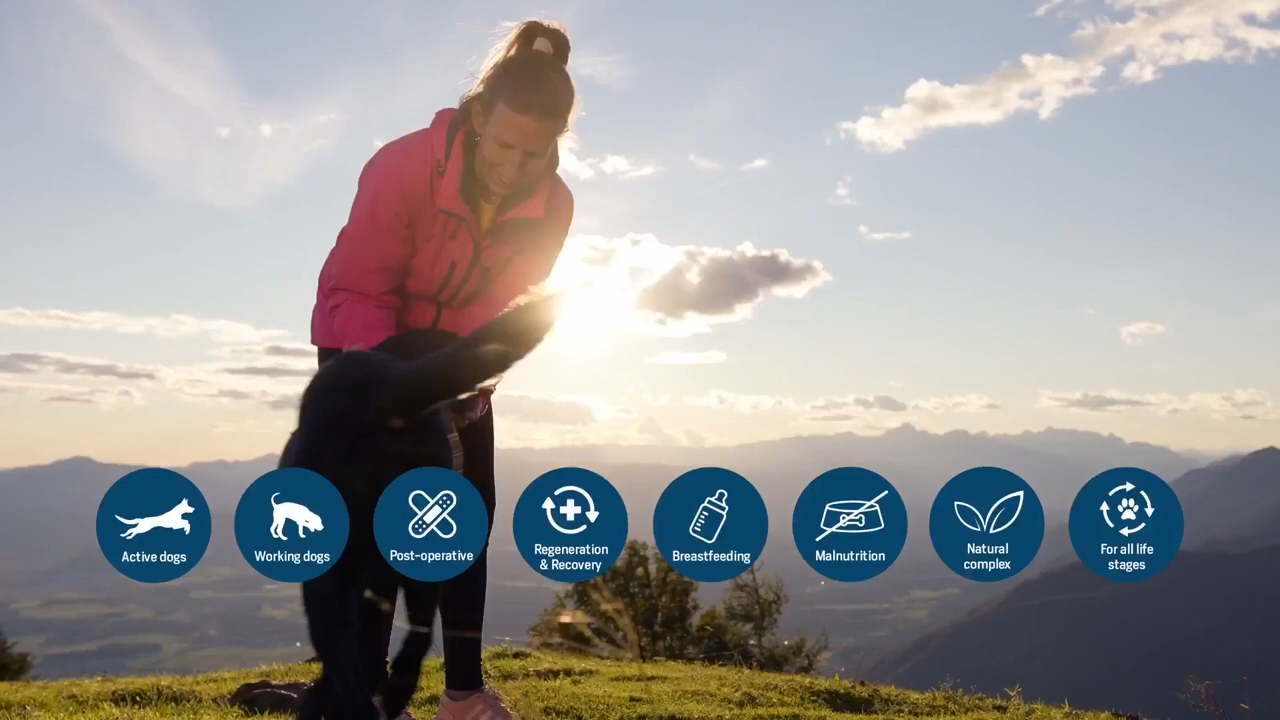 Active dogs
Working dogs
Post-operative
Regeneration
& Recovery
Breastfeeding
Malnutrition
Natural
complex
For all life
stages